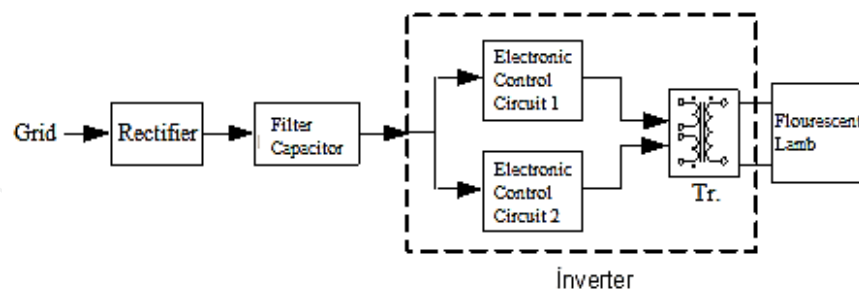 Grid
Rectifier
Filter
Capacitor
Electronic
Control
Circuit 1
Electronic
Control
Circuit 2
Tr.
Flourescent
Lamb
İnverter